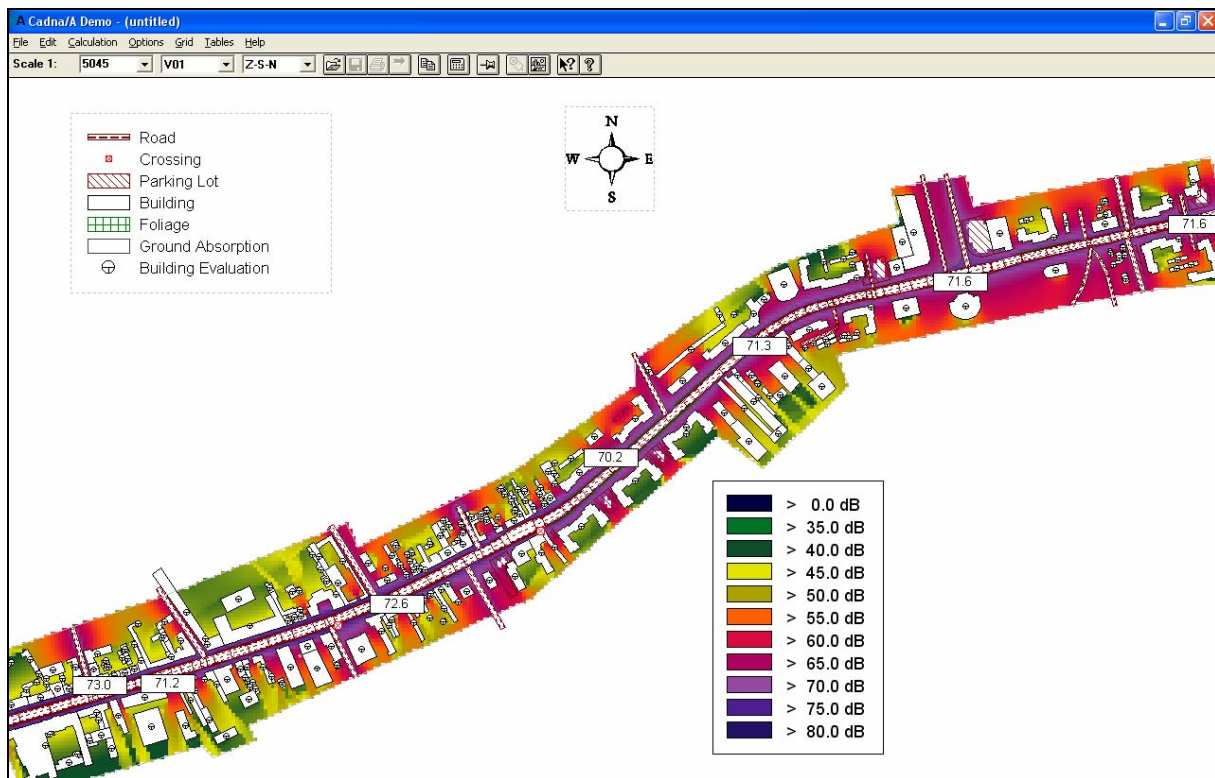 A Cadna/A Demo - (untitled)
File Edit Calculation Options Grid Tables Help
Scale 1: 5045 V01 Z-S-N
Road
Crossing
Parking Lot
Building
Foliage
Ground Absorption
Building Evaluation
N
W E
S
71.6
71.6
71.3
70.2
72.6
73.0 71.2
> 0.0 dB
> 35.0 dB
> 40.0 dB
> 45.0 dB
> 50.0 dB
> 55.0 dB
> 60.0 dB
> 65.0 dB
> 70.0 dB
> 75.0 dB
> 80.0 dB